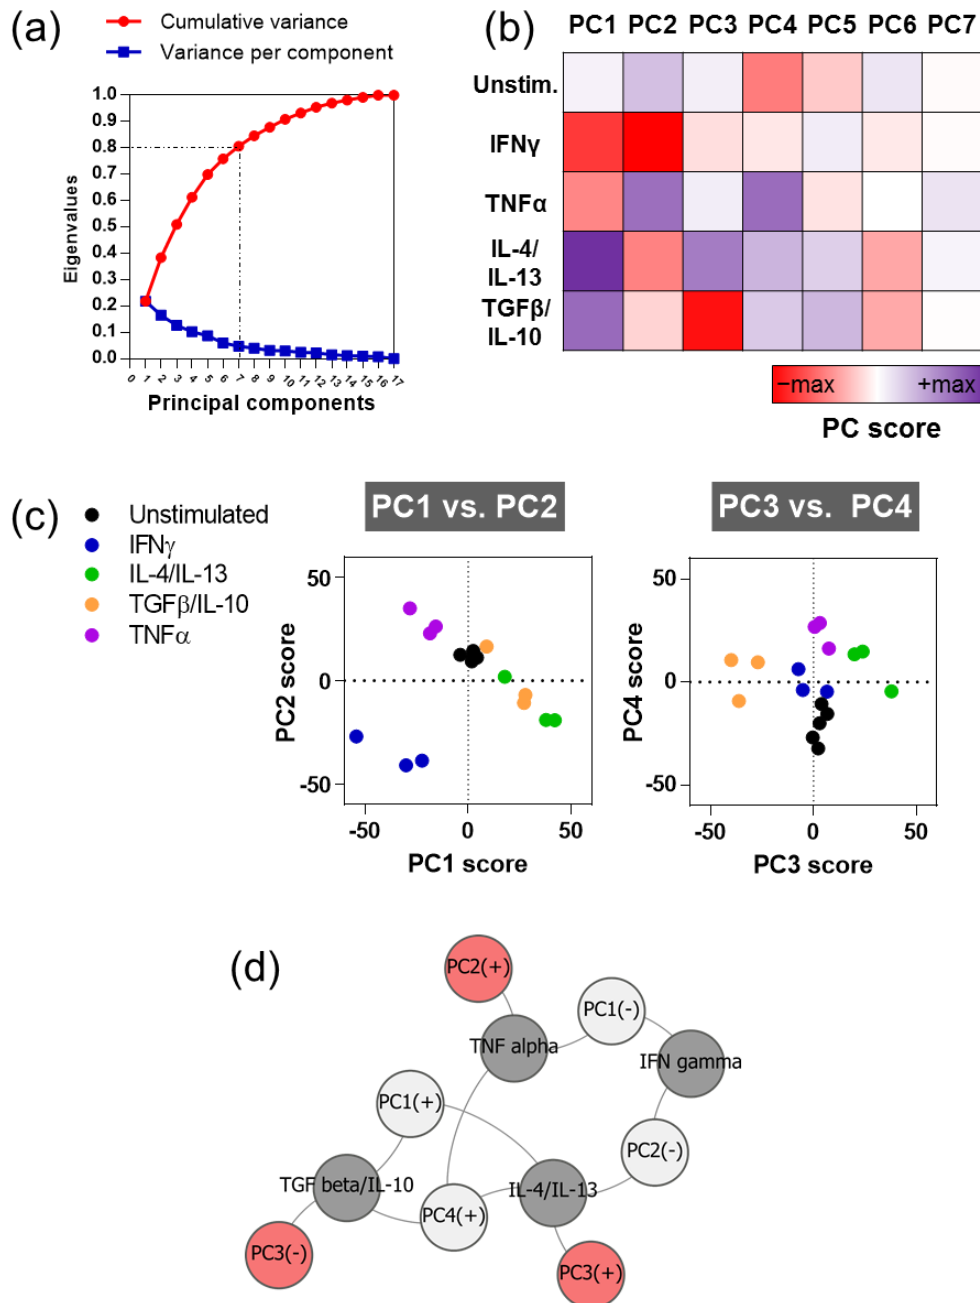 (a)
Cumulative variance
Variance per component
Eigenvalues
1.0
0.9
0.8
0.7
0.6
0.5
0.4
0.3
0.2
0.1
0.0
0 1 2 3 4 5 6 7 8 9 10 11 12 13 14 15 16 17
Principal components
(b)
PC1 PC2 PC3 PC4 PC5 PC6 PC7
Unstim.
IFNγ
TNFα
IL-4/
IL-13
TGFβ/
IL-10
−max +max
PC score
(c)
Unstimulated
IFNγ
IL-4/IL-13
TGFβ/IL-10
TNFα
PC1 vs. PC2
PC2 score
50
0
-50
-50 0 50
PC1 score
PC3 vs. PC4
PC4 score
50
0
-50
-50 0 50
PC3 score
(d)
PC2(+)
PC1(-)
TNF alpha
IFN gamma
PC1(+)
PC2(-)
TGF beta/IL-10
IL-4/IL-13
PC4(+)
PC3(-)
PC3(+)